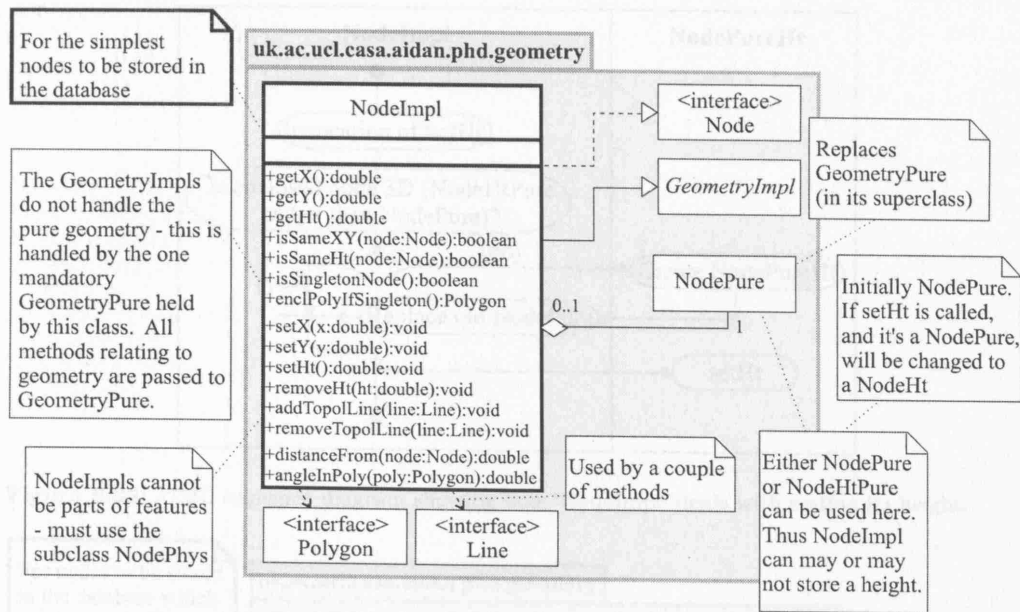 For the simplest
nodes to be stored in
the database
uk.ac.ucl.casa.aidan.phd.geometry
NodeImpl
+getX():double
+getY():double
+getHt():double
+isSameXY(node:Node):boolean
+isSameHt(node:Node):boolean
+isSingletonNode():boolean
+enclPolyIfSingleton():Polygon
+setX(x:double):void
+setY(y:double):void
+setHt():double:void
+removeHt(ht:double):void
+addTopolLine(line:Line):void
+removeTopolLine(line:Line):void
+distanceFrom(node:Node):double
+angleInPoly(poly:Polygon):double
<interface>
Node
GeometryImpl
NodePure
0..1
1
Replaces
GeometryPure
(in its superclass)
The GeometryImpls
do not handle the
pure geometry - this is
handled by the one
mandatory
GeometryPure held
by this class. All
methods relating to
geometry are passed to
GeometryPure.
Initially NodePure.
If setHt is called,
and it's a NodePure,
will be changed to
a NodeHt
NodeImpls cannot
be parts of features
- must use the
subclass NodePhys
<interface>
Polygon
<interface>
Line
Used by a couple
of methods
Either NodePure
or NodeHtPure
can be used here.
Thus NodeImpl
can may or may
not store a height.